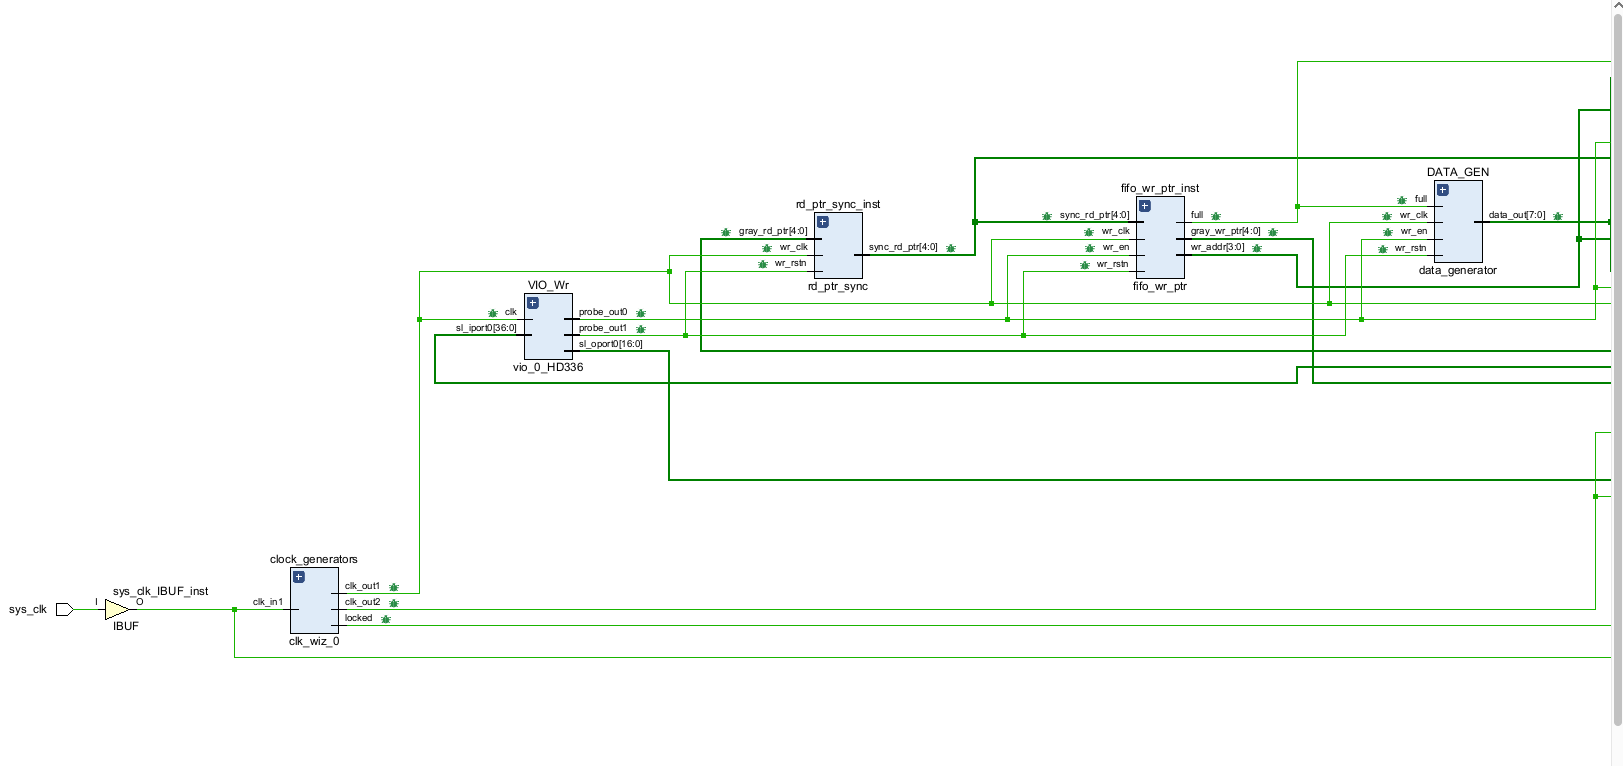 DATA_GEN
full
wr_clk
wr_en
wr_rstn
data_out[7:0]
data_generator
fifo_wr_ptr_inst
sync_rd_ptr[4:0]
wr_clk
wr_en
wr_rstn
full
gray_wr_ptr[4:0]
wr_addr[3:0]
fifo_wr_ptr
rd_ptr_sync_inst
gray_rd_ptr[4:0]
wr_clk
wr_rstn
sync_rd_ptr[4:0]
rd_ptr_sync
VIO_Wr
clk
sl_iport0[36:0]
probe_out0
probe_out1
sl_oport0[16:0]
vio_0_HD336
clock_generators
clk_in1
clk_out1
clk_out2
locked
clk_wiz_0
sys_clk_IBUF_inst
sys_clk
I
O
IBUF